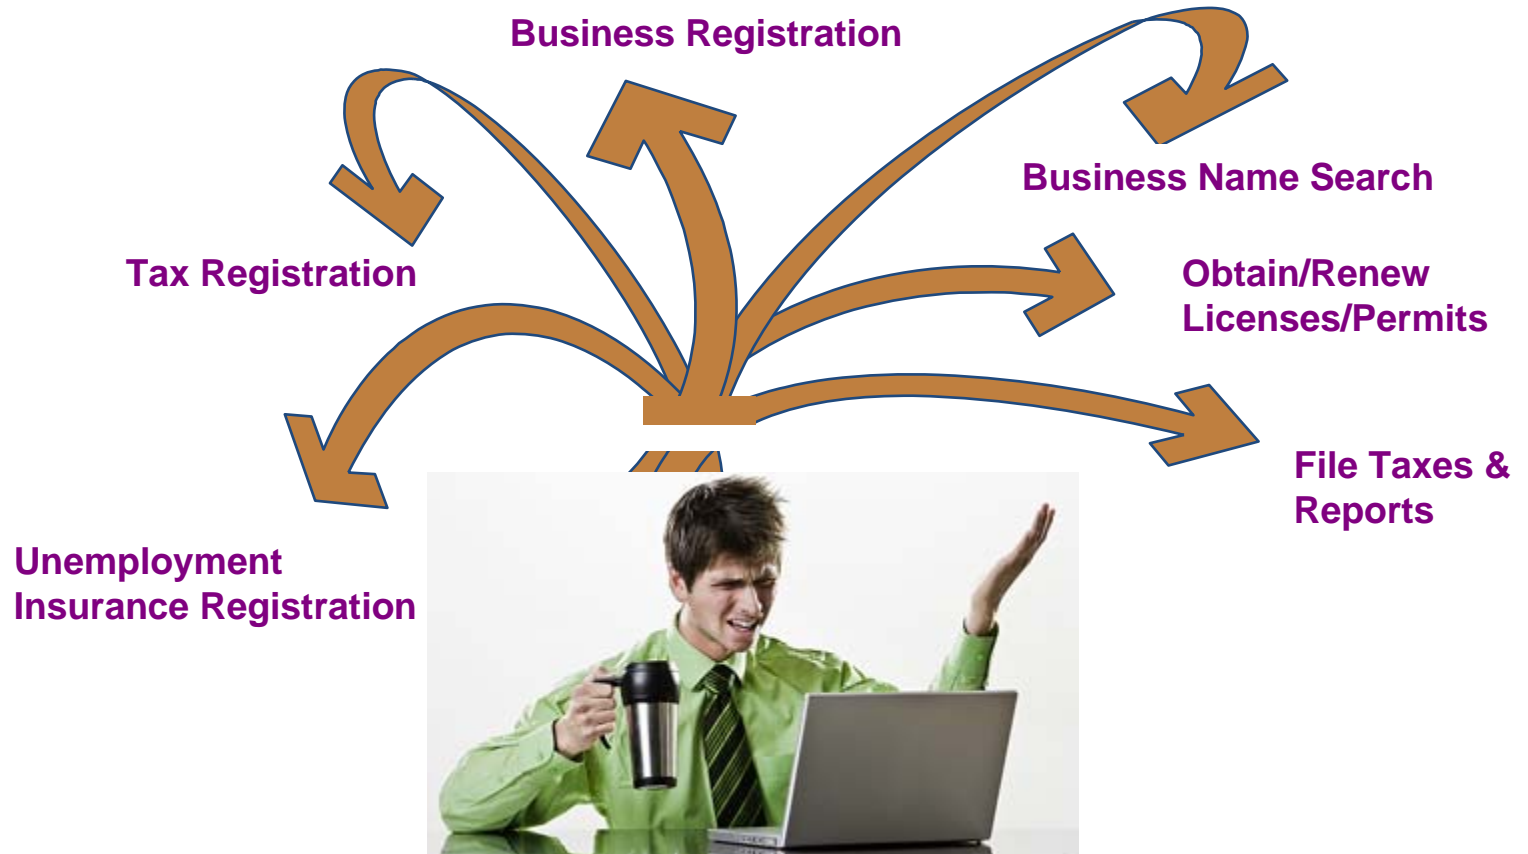 Business Registration
Business Name Search
Tax Registration
Obtain/Renew
Licenses/Permits
File Taxes &
Reports
Unemployment
Insurance Registration